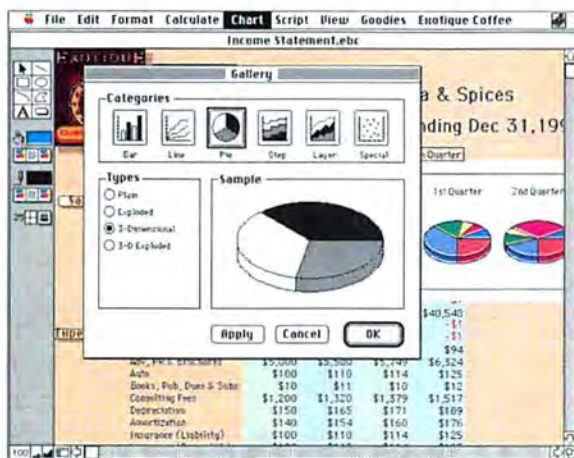 File Edit Format Calculate Chart Script View Goodies Exotique Coffee
Income Statement.ebc
Gallery
a & Spices
nding Dec 31, 199
Categories
Bar Line Pie Step Layer Special
Types
Plain
Exploded
3-Dimensional
3-D Exploded
Sample
Quarter
1st Quarter 2nd Quarter
Apply Cancel OK
$40,543
-$1
-$1
$94
$5,000 $5,500 $5,749 $6,324
Auto $100 $110 $114 $125
Books, Pub, Dues & Subs $10 $11 $10 $12
Consulting Fees $1,200 $1,320 $1,379 $1,517
Depreciation $150 $165 $171 $189
Amortization $140 $154 $160 $176
Insurance (Liability) $100 $110 $114 $125
100